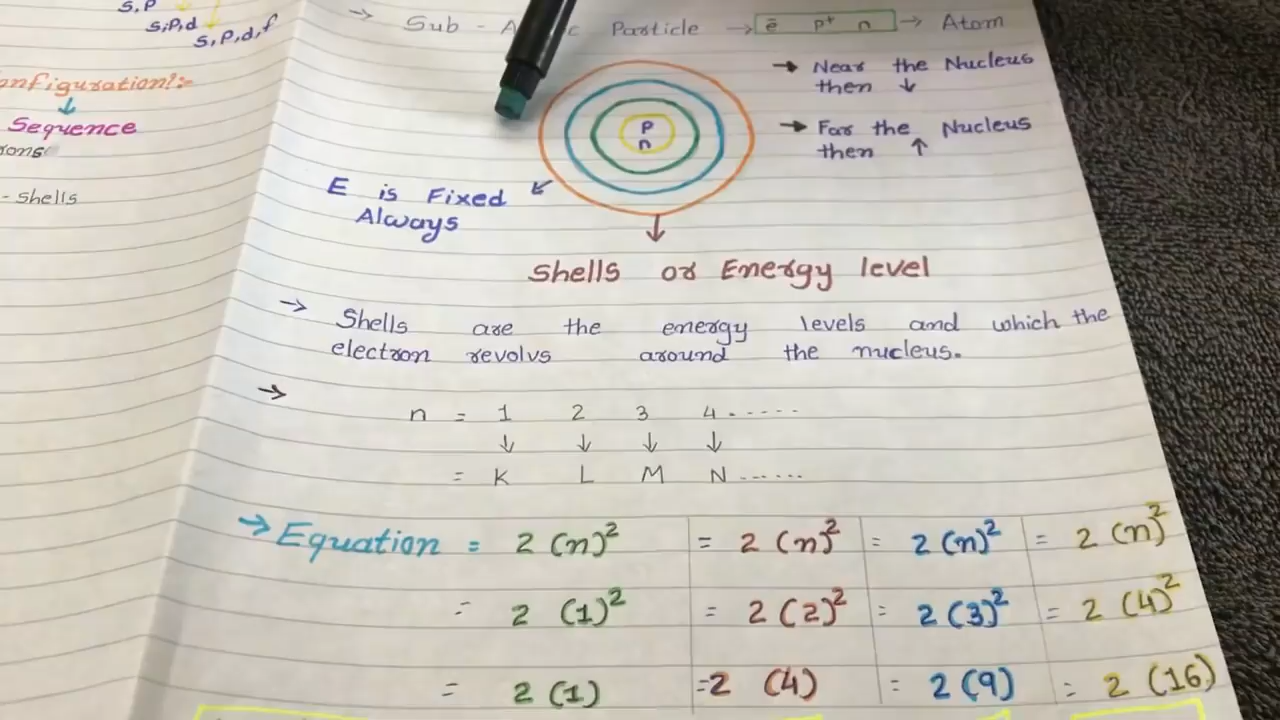 S,P
S,P,d
S,P,d,f
onfiguration!:-
↓
Sequence
rons
- shells
→ Sub - A c Particle → ē p⁺ n → Atom
→ Near the Nucleus
then ↓
→ Far the Nucleus
then ↑
P
n
E is Fixed
Always
Shells or Energy level
→ Shells are the energy levels and which the
electron revolvs around the nucleus.
→
n = 1 2 3 4 - - - - -
↓ ↓ ↓ ↓
= K L M N - - - - - -
→ Equation = 2 (n)² = 2 (n)² = 2 (n)² = 2 (n)²
= 2 (1)² = 2 (2)² = 2 (3)² = 2 (4)²
= 2 (1) = 2 (4) = 2 (9) = 2 (16)